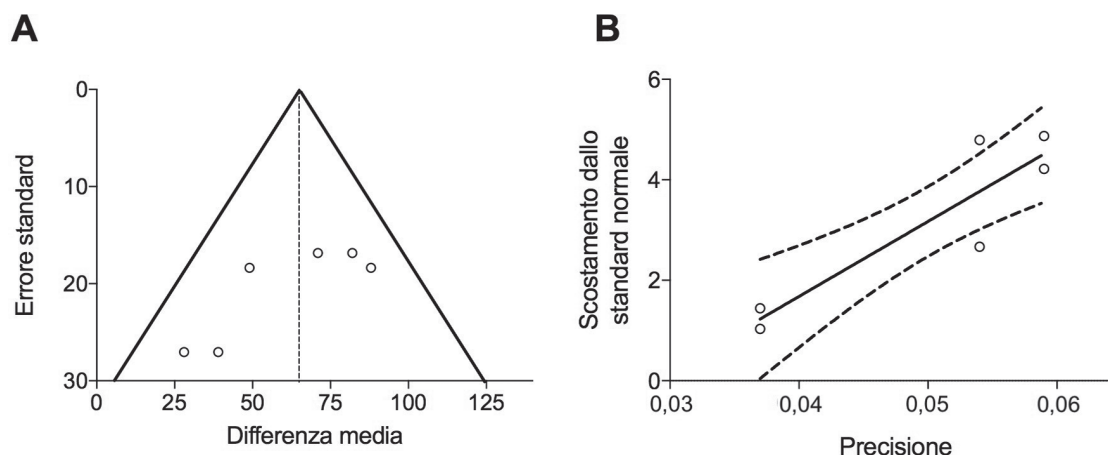 A
0
10
20
30
Errore standard
0 25 50 75 100 125
Differenza media
B
6
4
2
0
Scostamento dallo
standard normale
0,03 0,04 0,05 0,06
Precisione